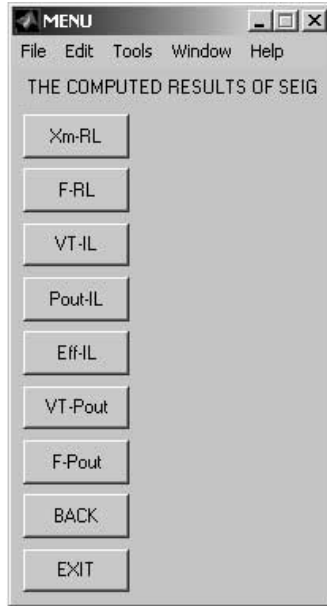 MENU
File Edit Tools Window Help
THE COMPUTED RESULTS OF SEIG
Xm-RL
F-RL
VT-IL
Pout-IL
Eff-IL
VT-Pout
F-Pout
BACK
EXIT